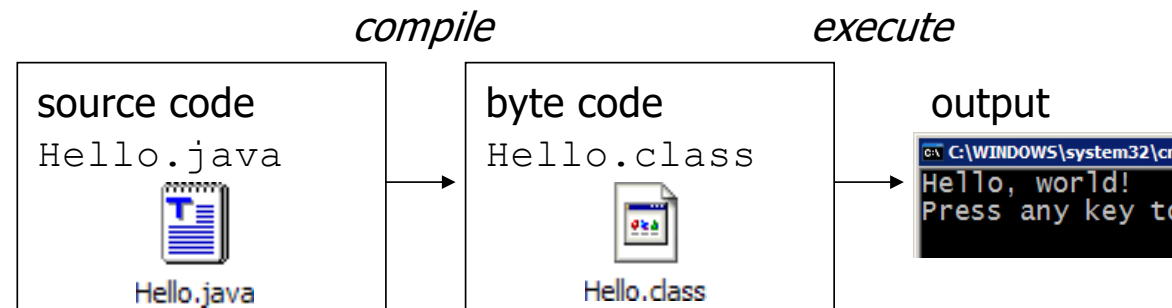 compile
execute
source code
Hello.java
Hello.java
byte code
Hello.class
Hello.class
output
C:\WINDOWS\system32\
Hello, world!
Press any key